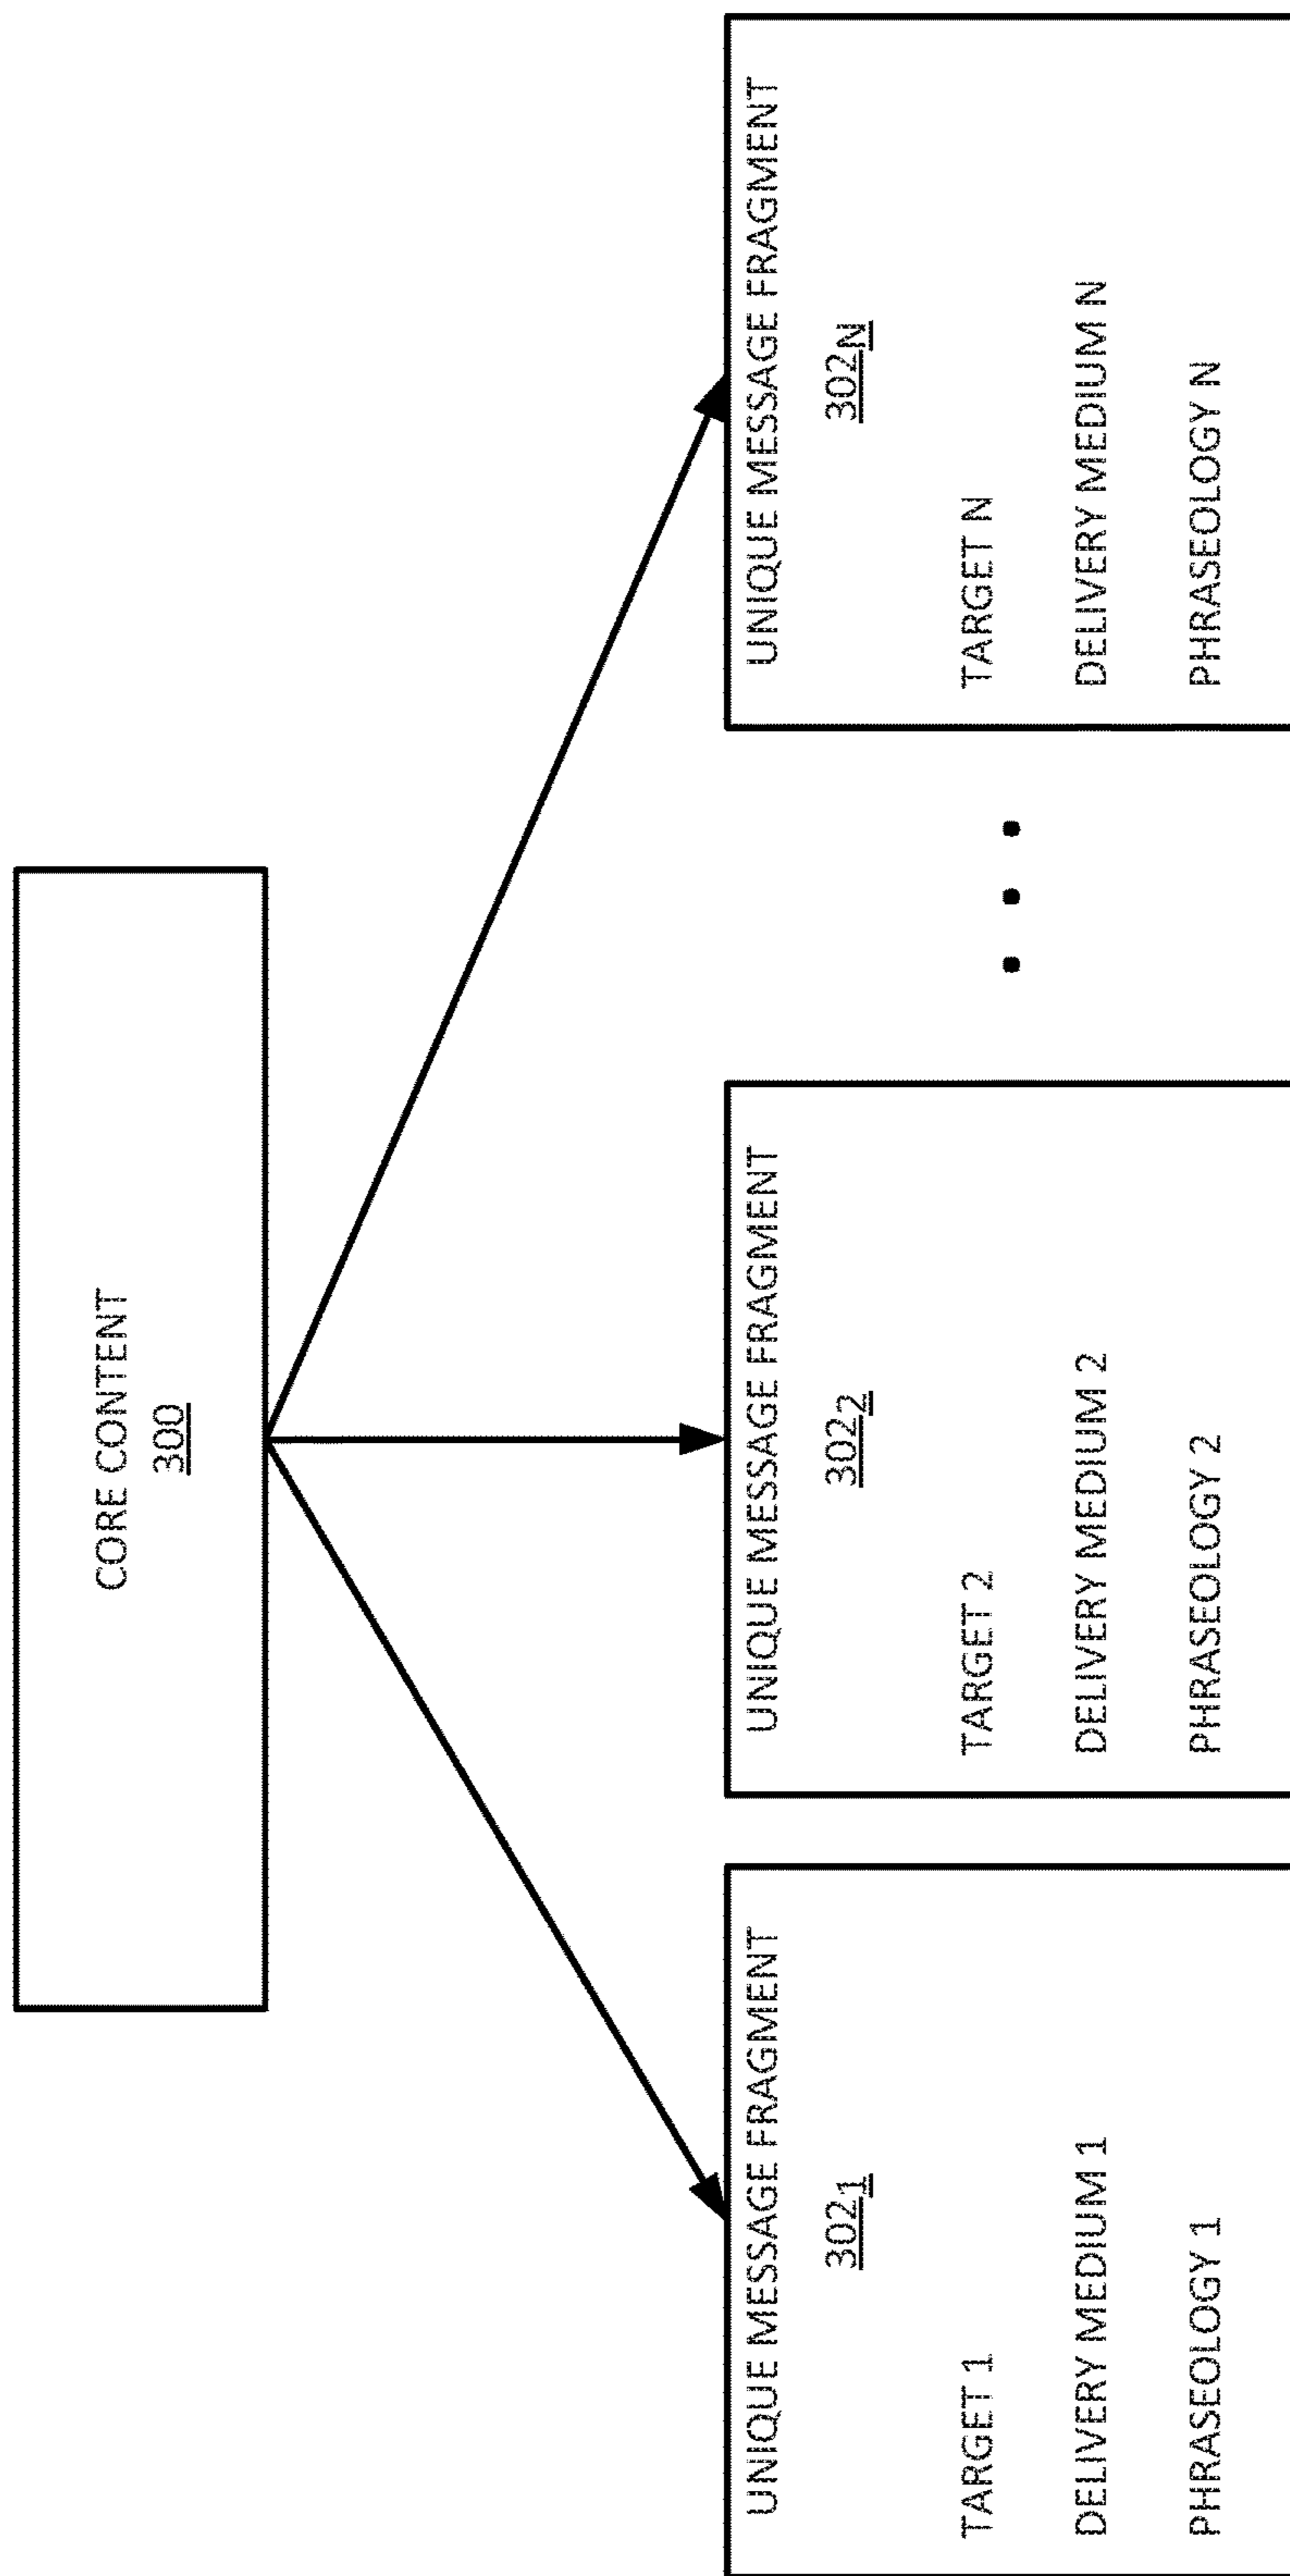 CORE CONTENT
300
UNIQUE MESSAGE FRAGMENT
302₁
TARGET 1
DELIVERY MEDIUM 1
PHRASEOLOGY 1
UNIQUE MESSAGE FRAGMENT
302₂
TARGET 2
DELIVERY MEDIUM 2
PHRASEOLOGY 2
UNIQUE MESSAGE FRAGMENT
302N
TARGET N
DELIVERY MEDIUM N
PHRASEOLOGY N